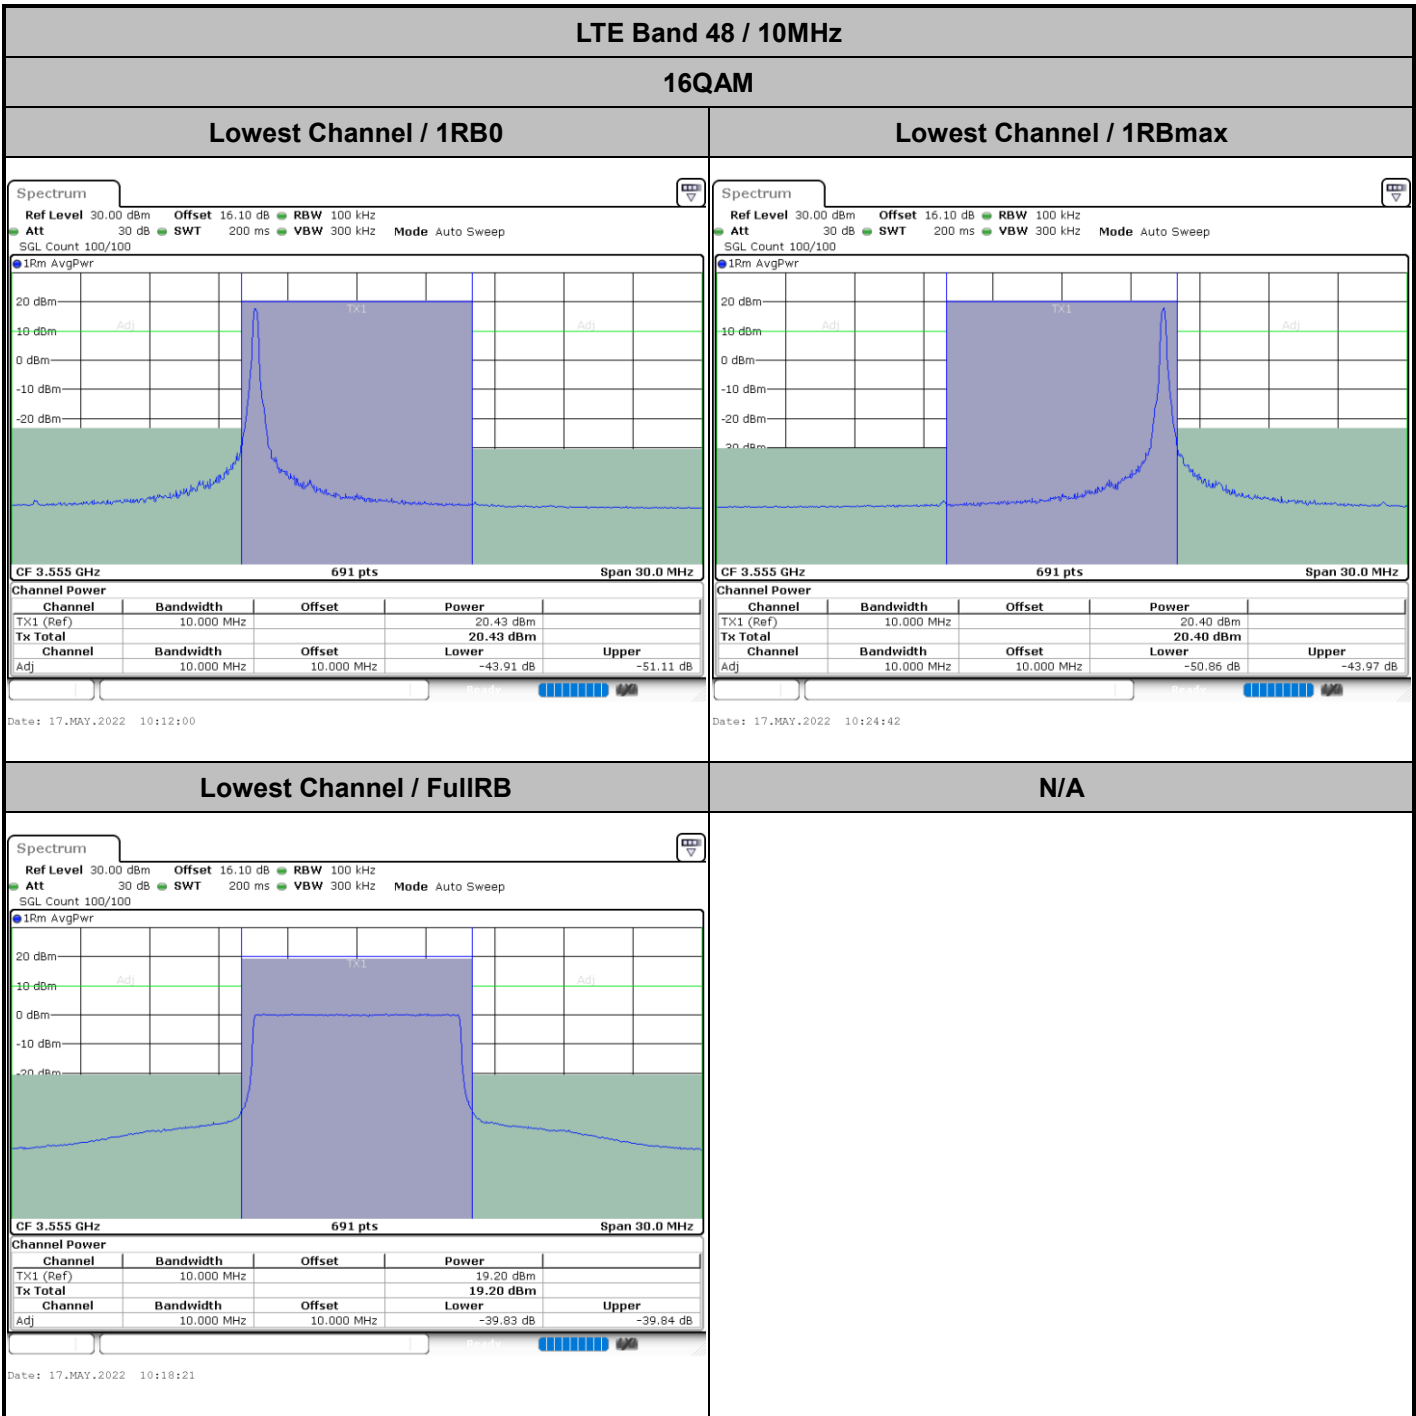 LTE Band 48 / 10MHz
16QAM
Lowest Channel / 1RB0
Lowest Channel / 1RBmax
Spectrum
Ref Level 30.00 dBm Offset 16.10 dB RBW 100 kHz
Att 30 dB SWT 200 ms VBW 300 kHz Mode Auto Sweep
SGL Count 100/100
1Rm AvgPwr
TX1
20 dBm
Adj
Adj
10 dBm
0 dBm
-10 dBm
-20 dBm
CF 3.555 GHz 691 pts Span 30.0 MHz
Channel Power
Channel Bandwidth Offset Power
TX1 (Ref) 10.000 MHz 20.43 dBm
Tx Total 20.43 dBm
Channel Bandwidth Offset Lower Upper
Adj 10.000 MHz 10.000 MHz -43.91 dB -51.11 dB
Ready
Date: 17.MAY.2022 10:12:00
Spectrum
Ref Level 30.00 dBm Offset 16.10 dB RBW 100 kHz
Att 30 dB SWT 200 ms VBW 300 kHz Mode Auto Sweep
SGL Count 100/100
1Rm AvgPwr
TX1
20 dBm
Adj
Adj
10 dBm
0 dBm
-10 dBm
-20 dBm
-30 dBm
CF 3.555 GHz 691 pts Span 30.0 MHz
Channel Power
Channel Bandwidth Offset Power
TX1 (Ref) 10.000 MHz 20.40 dBm
Tx Total 20.40 dBm
Channel Bandwidth Offset Lower Upper
Adj 10.000 MHz 10.000 MHz -50.86 dB -43.97 dB
Ready
Date: 17.MAY.2022 10:24:42
Lowest Channel / FullRB
N/A
Spectrum
Ref Level 30.00 dBm Offset 16.10 dB RBW 100 kHz
Att 30 dB SWT 200 ms VBW 300 kHz Mode Auto Sweep
SGL Count 100/100
1Rm AvgPwr
20 dBm
TX1
Adj
Adj
10 dBm
0 dBm
-10 dBm
-20 dBm
CF 3.555 GHz 691 pts Span 30.0 MHz
Channel Power
Channel Bandwidth Offset Power
TX1 (Ref) 10.000 MHz 19.20 dBm
Tx Total 19.20 dBm
Channel Bandwidth Offset Lower Upper
Adj 10.000 MHz 10.000 MHz -39.83 dB -39.84 dB
Ready
Date: 17.MAY.2022 10:18:21